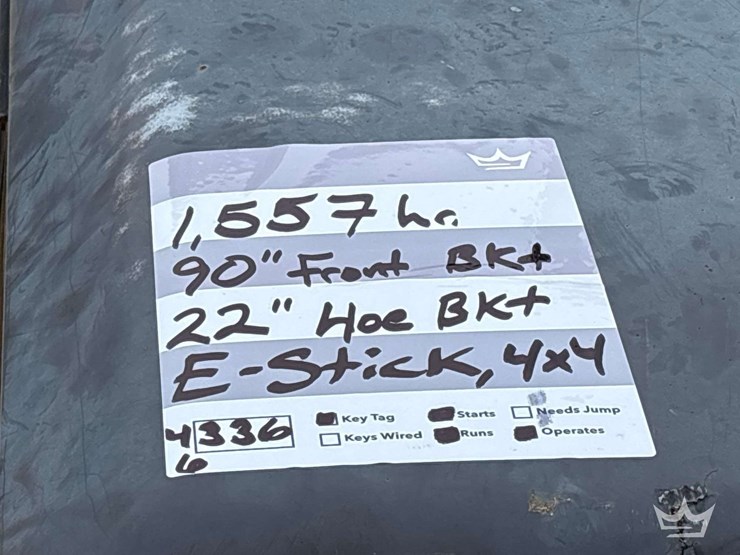 1,557 hr.
90" Front BKt
22" Hoe BKt
E-Stick, 4x4
4 336
6
Key Tag Starts Needs Jump
Keys Wired Runs Operates